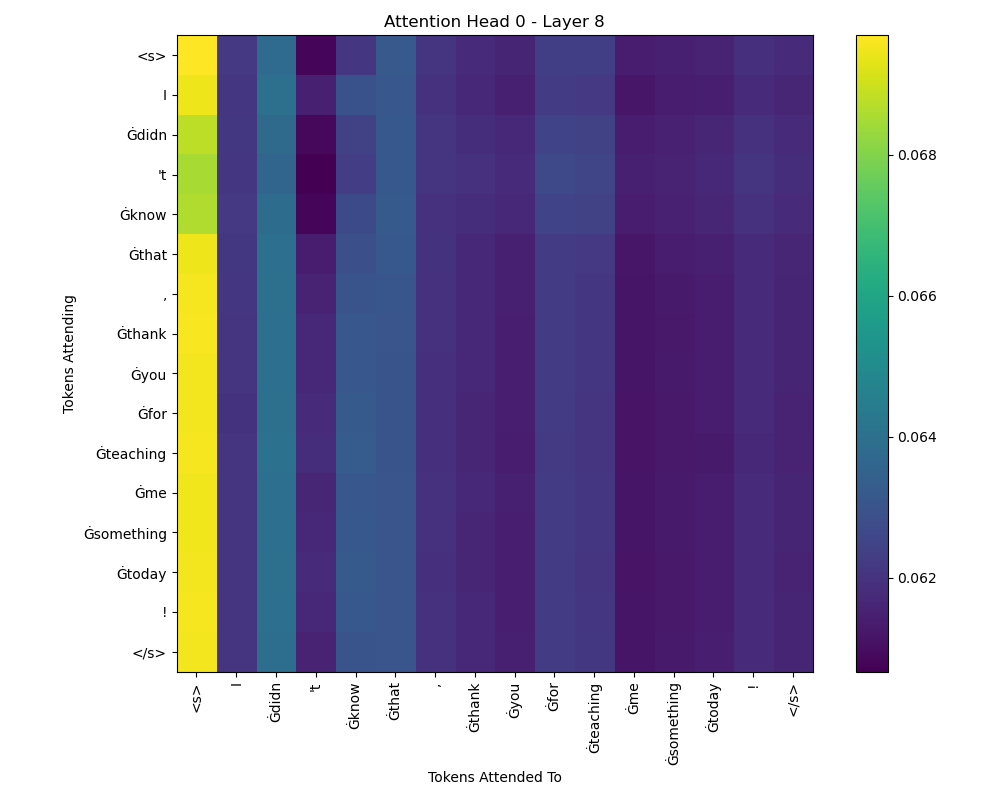 Attention Head 0 - Layer 8
Tokens Attending
<s>
I
Ġdidn
't
Ġknow
Ġthat
,
Ġthank
Ġyou
Ġfor
Ġteaching
Ġme
Ġsomething
Ġtoday
!
</s>
<s>
I
Ġdidn
't
Ġknow
Ġthat
,
Ġthank
Ġyou
Ġfor
Ġteaching
Ġme
Ġsomething
Ġtoday
!
</s>
Tokens Attended To
0.068
0.066
0.064
0.062